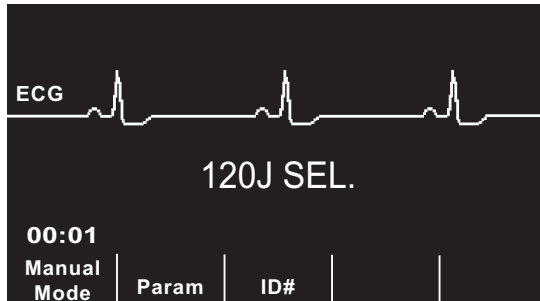 ECG
120J SEL.
00:01
Manual
Mode
Param
ID#